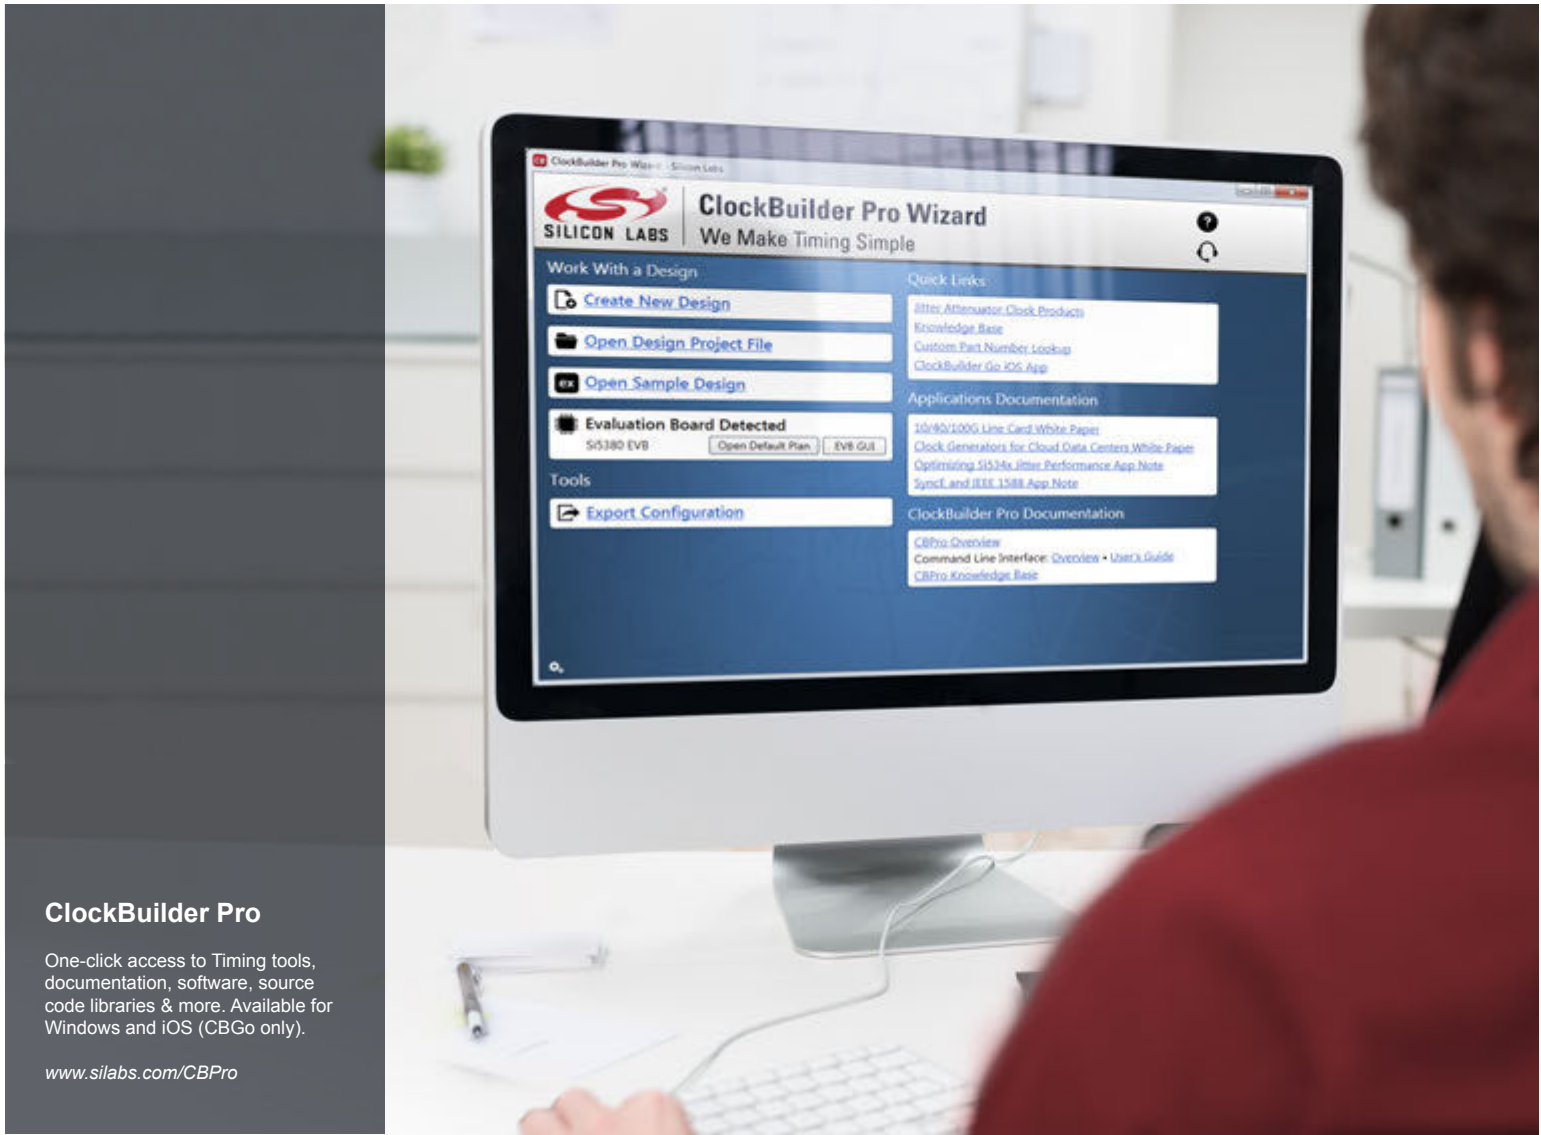 ClockBuilder Pro Wizard - Silicon Labs
SILICON LABS
ClockBuilder Pro Wizard
We Make Timing Simple
?
Work With a Design
Create New Design
Open Design Project File
ex Open Sample Design
Evaluation Board Detected
Si5380 EVB
Open Default Plan
EVB GUI
Tools
Export Configuration
Quick Links
Jitter Attenuator Clock Products
Knowledge Base
Custom Part Number Lookup
ClockBuilder Go iOS App
Applications Documentation
10/40/100G Line Card White Paper
Clock Generators for Cloud Data Centers White Paper
Optimizing Si534x Jitter Performance App Note
SyncE and IEEE 1588 App Note
ClockBuilder Pro Documentation
CBPro Overview
Command Line Interface: Overview • User's Guide
CBPro Knowledge Base
ClockBuilder Pro
One-click access to Timing tools,
documentation, software, source
code libraries & more. Available for
Windows and iOS (CBGo only).
www.silabs.com/CBPro